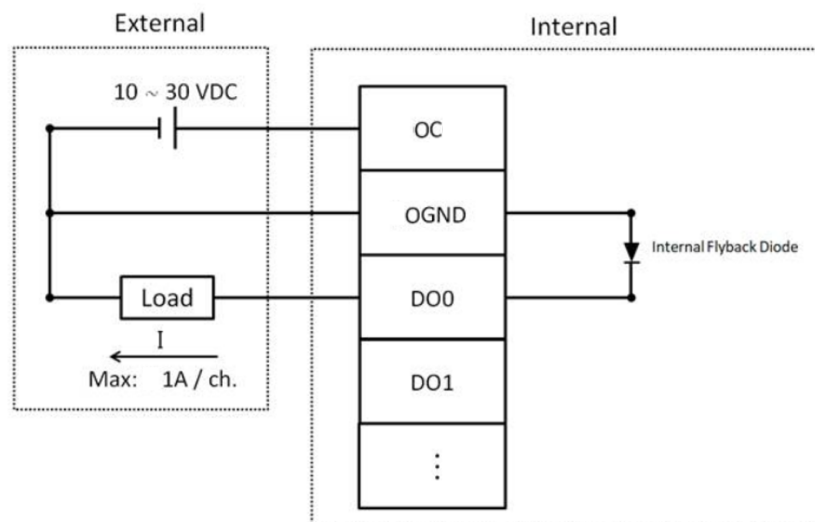 External
Internal
10 ~ 30 VDC
OC
OGND
Internal Flyback Diode
Load
DO0
I
Max: 1A / ch.
DO1
⋮